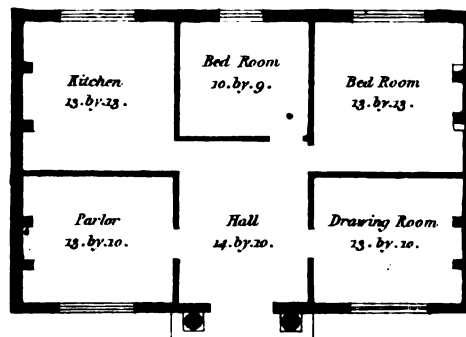 Kitchen
13.by.13.
Bed Room
10.by.9.
Bed Room
13.by.13.
Parlor
13.by.10.
Hall
14.by.20.
Drawing Room
13.by.10.